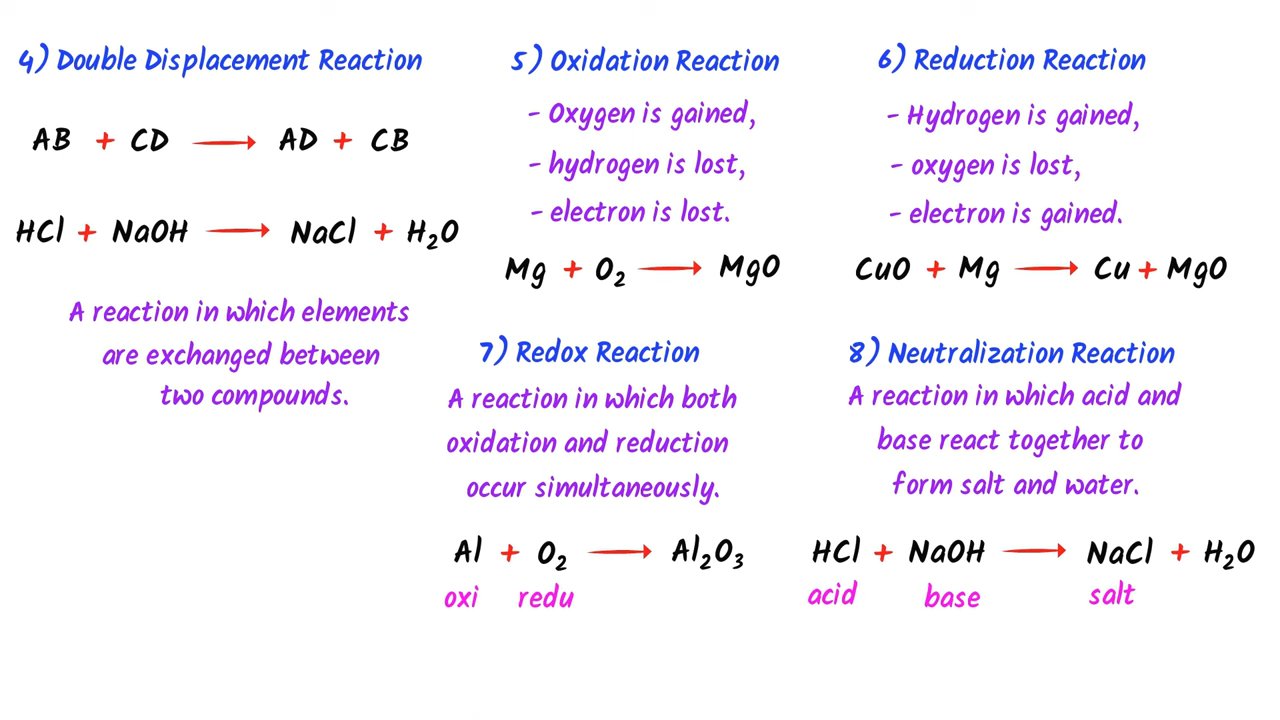 4) Double Displacement Reaction
AB + CD → AD + CB
HCl + NaOH → NaCl + H₂O
A reaction in which elements
are exchanged between
two compounds.
5) Oxidation Reaction
- Oxygen is gained,
- hydrogen is lost,
- electron is lost.
Mg + O₂ → MgO
6) Reduction Reaction
- Hydrogen is gained,
- oxygen is lost,
- electron is gained.
CuO + Mg → Cu + MgO
7) Redox Reaction
A reaction in which both
oxidation and reduction
occur simultaneously.
Al + O₂ → Al₂O₃
oxi redu
8) Neutralization Reaction
A reaction in which acid and
base react together to
form salt and water.
HCl + NaOH → NaCl + H₂O
acid base salt